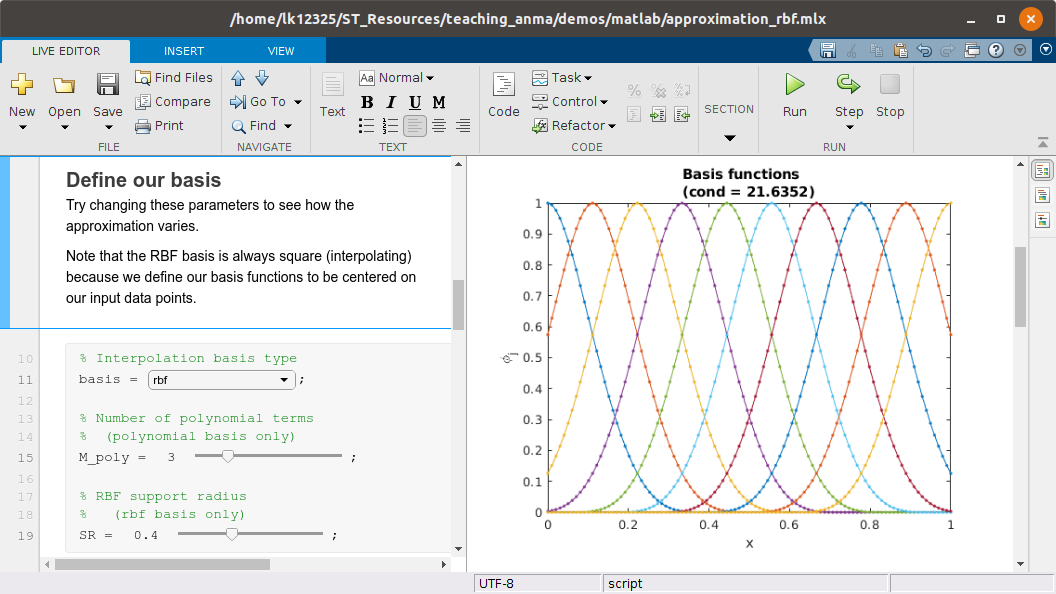 /home/lk12325/ST_Resources/teaching_anma/demos/matlab/approximation_rbf.mlx
LIVE EDITOR INSERT VIEW
New Open Save Find Files Compare Print
FILE
Go To Find
NAVIGATE
Text Aa Normal
B I U M
TEXT
Code Task Control Refactor
CODE
SECTION
Run Step Stop
RUN
Define our basis
Try changing these parameters to see how the
approximation varies.
Note that the RBF basis is always square (interpolating)
because we define our basis functions to be centered on
our input data points.
10 % Interpolation basis type
11 basis = rbf ;
12
13 % Number of polynomial terms
14 % (polynomial basis only)
15 M_poly = 3 ;
16
17 % RBF support radius
18 % (rbf basis only)
19 SR = 0.4 ;
Basis functions
(cond = 21.6352)
1
0.9
0.8
0.7
0.6
0.5
0.4
0.3
0.2
0.1
0
ϕj
0 0.2 0.4 0.6 0.8 1
x
UTF-8 script